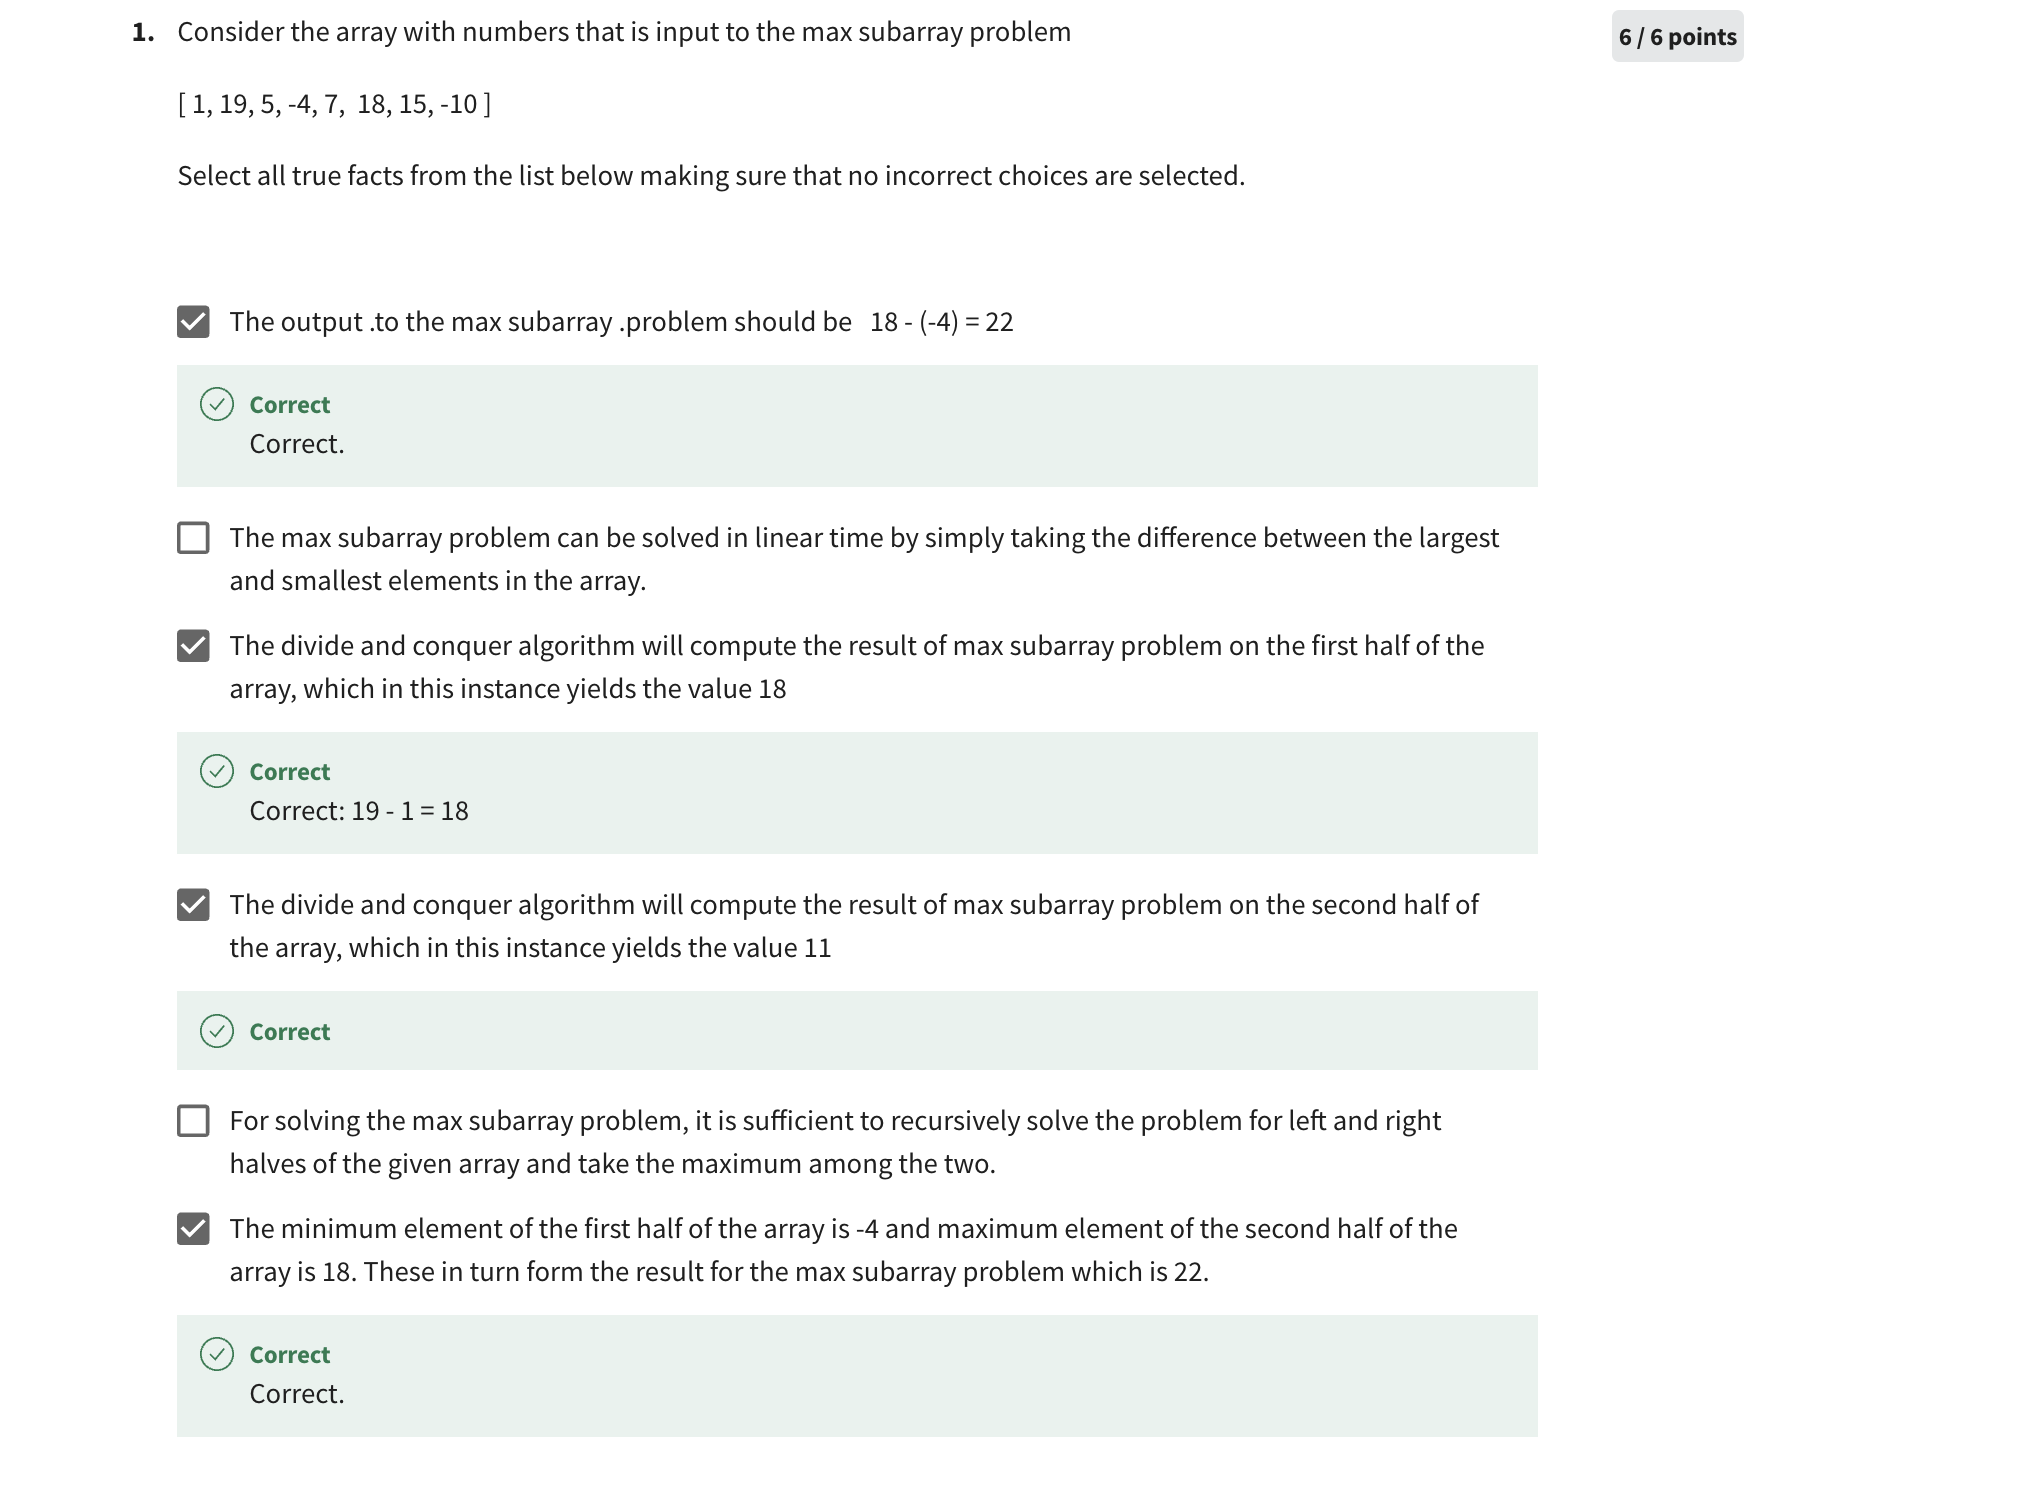 1. Consider the array with numbers that is input to the max subarray problem
6 / 6 points
[ 1, 19, 5, -4, 7,  18, 15, -10 ]
Select all true facts from the list below making sure that no incorrect choices are selected.
The output .to the max subarray .problem should be   18 - (-4) = 22
Correct
Correct.
The max subarray problem can be solved in linear time by simply taking the difference between the largest
and smallest elements in the array.
The divide and conquer algorithm will compute the result of max subarray problem on the first half of the
array, which in this instance yields the value 18
Correct
Correct: 19 - 1 = 18
The divide and conquer algorithm will compute the result of max subarray problem on the second half of
the array, which in this instance yields the value 11
Correct
For solving the max subarray problem, it is sufficient to recursively solve the problem for left and right
halves of the given array and take the maximum among the two.
The minimum element of the first half of the array is -4 and maximum element of the second half of the
array is 18. These in turn form the result for the max subarray problem which is 22.
Correct
Correct.